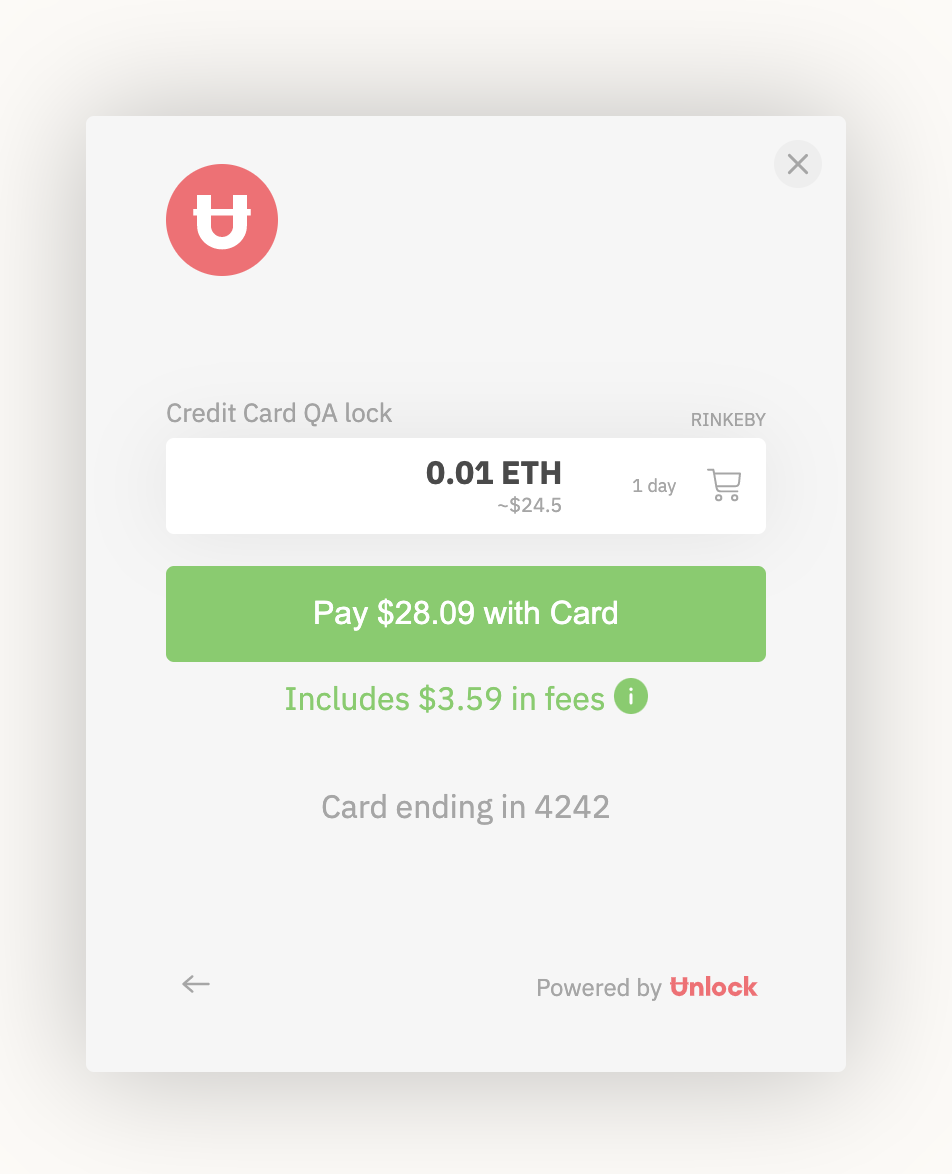 Credit Card QA lock
RINKEBY
0.01 ETH
~$24.5
1 day
Pay $28.09 with Card
Includes $3.59 in fees i
Card ending in 4242
Powered by Unlock